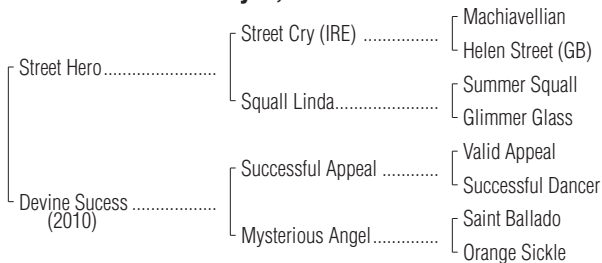 Machiavellian
Street Cry (IRE) ................
Helen Street (GB)
Street Hero........................
Summer Squall
Squall Linda......................
Glimmer Glass
Valid Appeal
Successful Appeal ............
Successful Dancer
Devine Sucess ..................
(2010)
Saint Ballado
Mysterious Angel..............
Orange Sickle